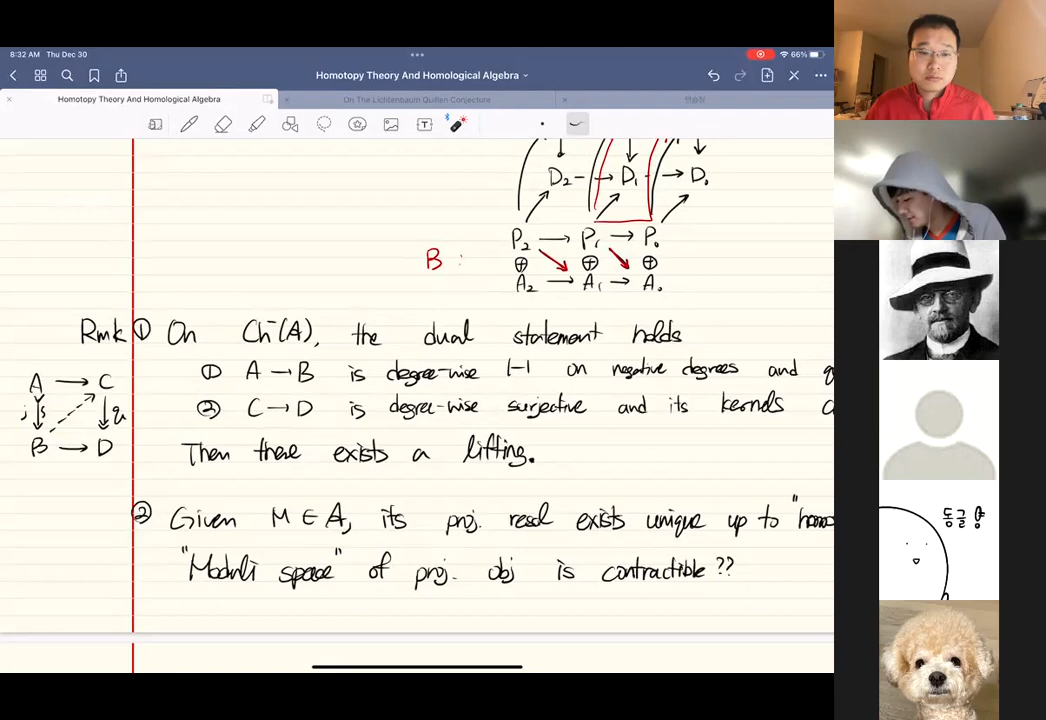 8:32 AM Thu Dec 30
66%
Homotopy Theory And Homological Algebra
Homotopy Theory And Homological Algebra
On The Lichtenbaum Quillen Conjecture
D₂ → D₁ → D₀
P₂ → P₁ → P₀
B :
⊕ ⊕ ⊕
A₂ → A₁ → A₀
Rmk ① On Ch⁻(A), the dual statement holds
① A → B is degree-wise 1-1 on negative degrees and
② C → D is degree-wise surjective and its kernels
A → C
j q
B → D
Then there exists a lifting.
② Given M ∈ A, its proj. resol exists unique up to "homo
"Moduli space" of proj. obj is contractible ??
동글